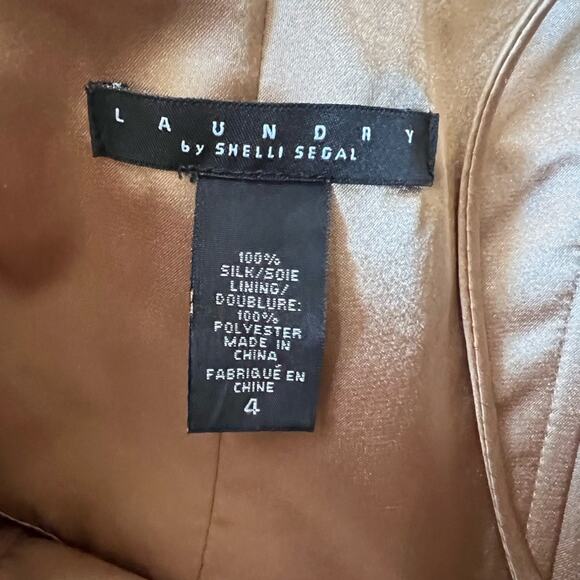 LAUNDRY
by SHELLI SEGAL
100%
SILK/SOIE
LINING/
DOUBLURE:
100%
POLYESTER
MADE IN
CHINA
FABRIQUÉ EN
CHINE
4